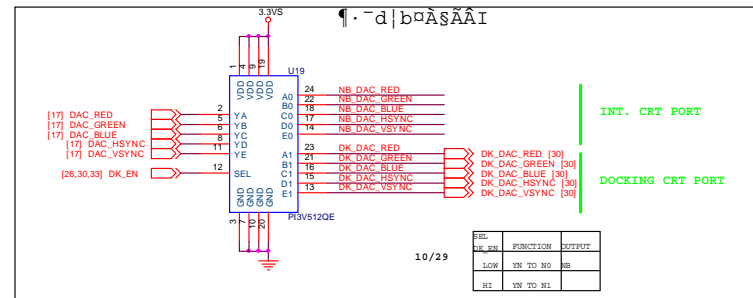 3.3VS
¶·¯d¦b¤À§ÃÂI
1 4 9 19
U19
VDD VDD VDD VDD
[17] DAC_RED 2 YA
[17] DAC_GREEN 5 YB
[17] DAC_BLUE 6 YC
[17] DAC_HSYNC 8 YD
[17] DAC_VSYNC 11 YE
[26,30,33] DK_EN 12 SEL
A0 24 NB_DAC_RED
B0 22 NB_DAC_GREEN
C0 18 NB_DAC_BLUE
D0 17 NB_DAC_HSYNC
E0 14 NB_DAC_VSYNC
INT. CRT PORT
A1 23 DK_DAC_RED DK_DAC_RED [30]
B1 21 DK_DAC_GREEN DK_DAC_GREEN [30]
C1 16 DK_DAC_BLUE DK_DAC_BLUE [30]
D1 15 DK_DAC_HSYNC DK_DAC_HSYNC [30]
E1 13 DK_DAC_VSYNC DK_DAC_VSYNC [30]
DOCKING CRT PORT
GND GND GND GND
3 7 10 20
PI3V512QE
10/29
SEL
DK_EN FUNCTION OUTPUT
LOW YN TO N0 NB
HI YN TO N1